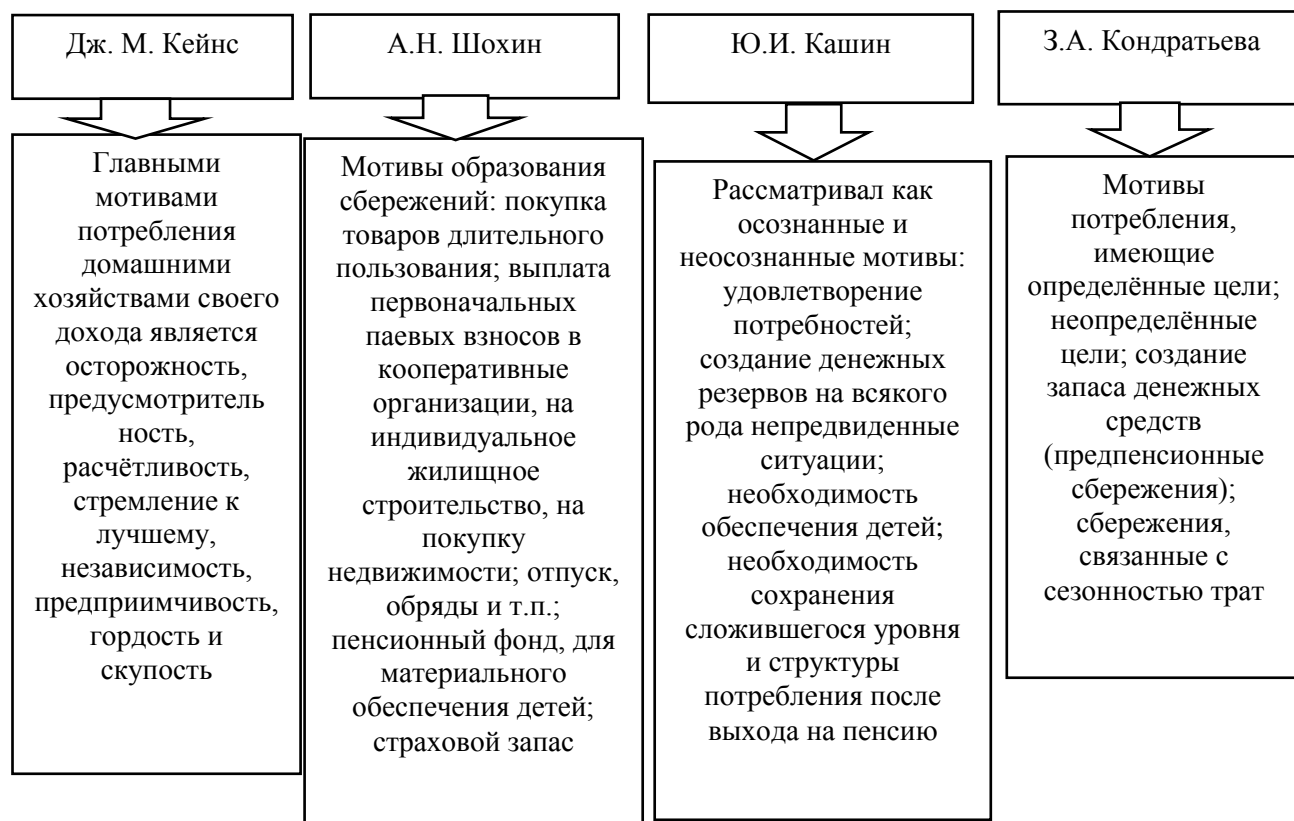 Дж. М. Кейнс
Главными
мотивами
потребления
домашними
хозяйствами своего
дохода является
осторожность,
предусмотритель
ность,
расчётливость,
стремление к
лучшему,
независимость,
предприимчивость,
гордость и
скупость
А.Н. Шохин
Мотивы образования
сбережений: покупка
товаров длительного
пользования; выплата
первоначальных
паевых взносов в
кооперативные
организации, на
индивидуальное
жилищное
строительство, на
покупку
недвижимости; отпуск,
обряды и т.п.;
пенсионный фонд, для
материального
обеспечения детей;
страховой запас
Ю.И. Кашин
Рассматривал как
осознанные и
неосознанные мотивы:
удовлетворение
потребностей;
создание денежных
резервов на всякого
рода непредвиденные
ситуации;
необходимость
обеспечения детей;
необходимость
сохранения
сложившегося уровня
и структуры
потребления после
выхода на пенсию
З.А. Кондратьева
Мотивы
потребления,
имеющие
определённые цели;
неопределённые
цели; создание
запаса денежных
средств
(предпенсионные
сбережения);
сбережения,
связанные с
сезонностью трат